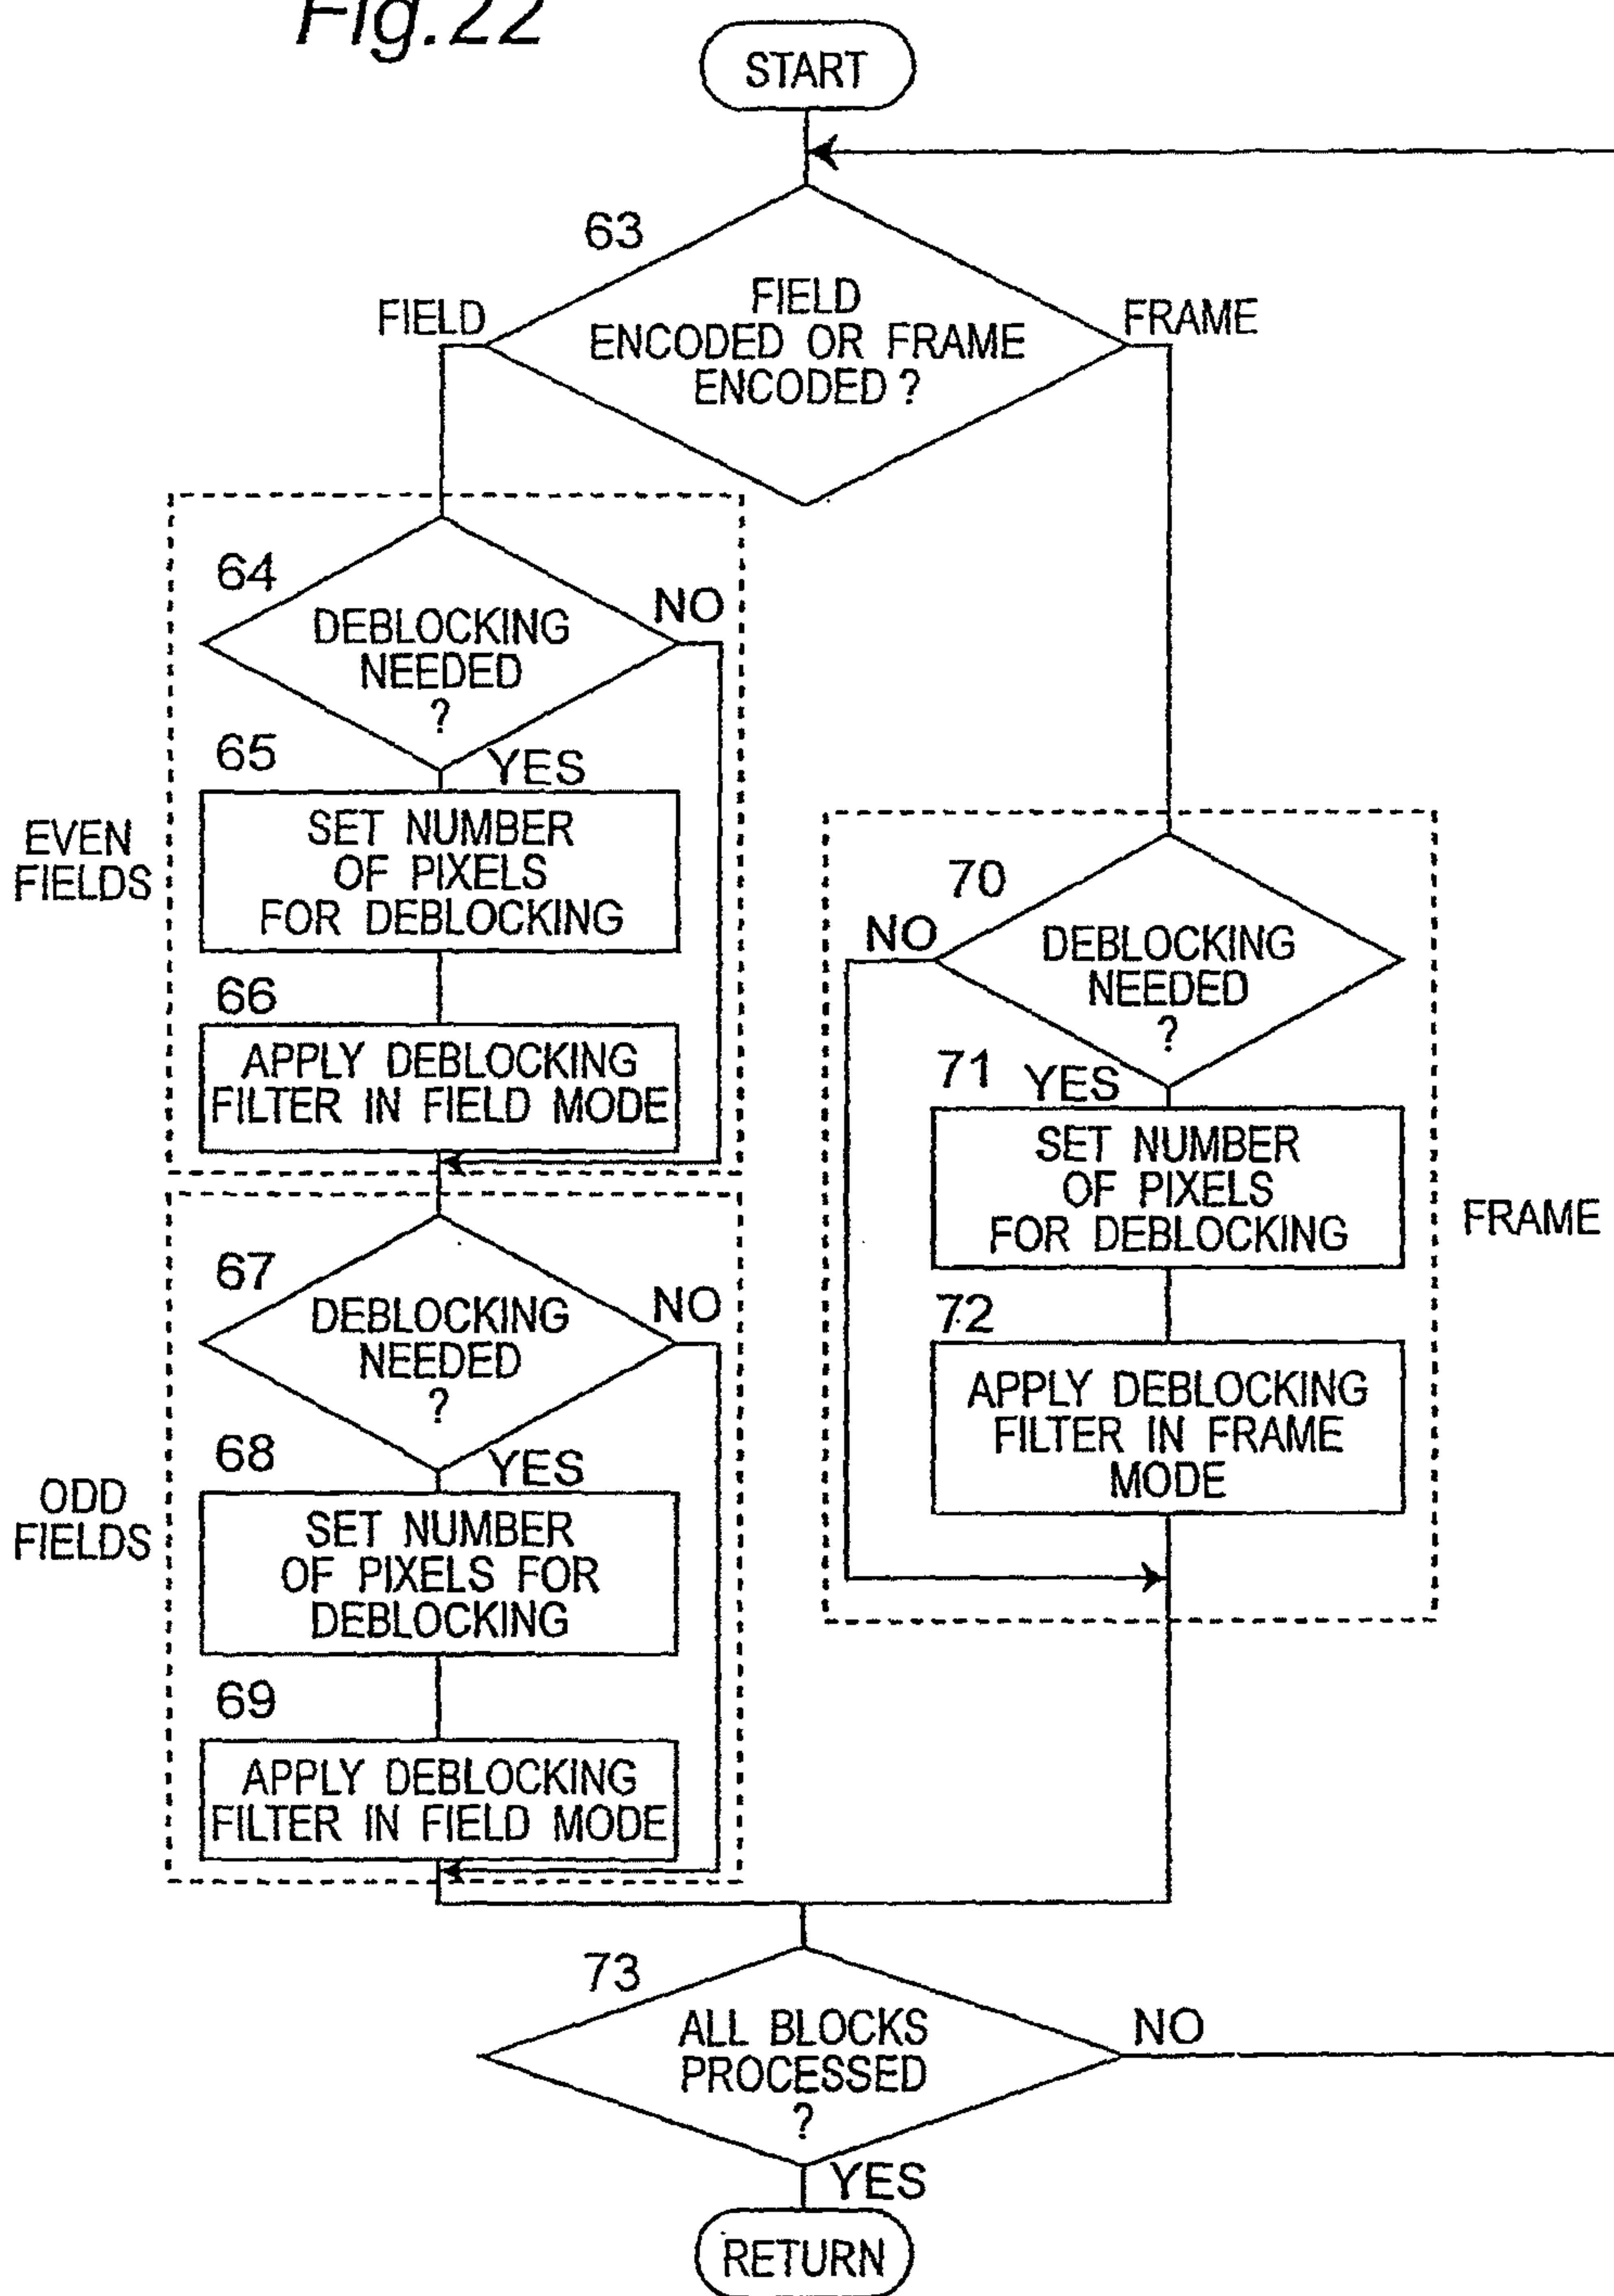 Fig.22
START
63
FIELD
ENCODED OR FRAME
ENCODED ?
FIELD
FRAME
64
DEBLOCKING
NEEDED
?
NO
YES
65
SET NUMBER
OF PIXELS
FOR DEBLOCKING
EVEN
FIELDS
66
APPLY DEBLOCKING
FILTER IN FIELD MODE
67
DEBLOCKING
NEEDED
?
NO
YES
68
SET NUMBER
OF PIXELS FOR
DEBLOCKING
ODD
FIELDS
69
APPLY DEBLOCKING
FILTER IN FIELD MODE
70
DEBLOCKING
NEEDED
?
NO
YES
71
SET NUMBER
OF PIXELS
FOR DEBLOCKING
FRAME
72
APPLY DEBLOCKING
FILTER IN FRAME
MODE
73
ALL BLOCKS
PROCESSED
?
NO
YES
RETURN